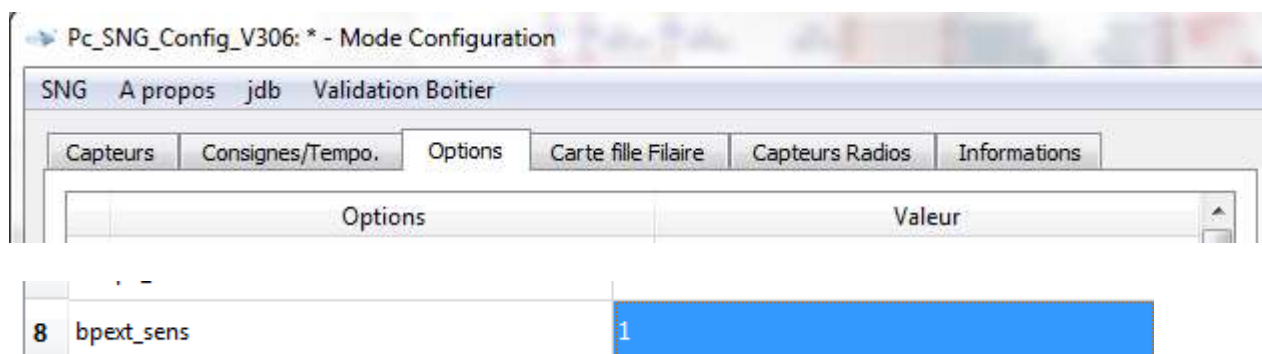 Pc_SNG_Config_V306: * - Mode Configuration
SNG A propos jdb Validation Boitier
Capteurs Consignes/Tempo. Options Carte fille Filaire Capteurs Radios Informations
Options Valeur
8 bpext_sens 1